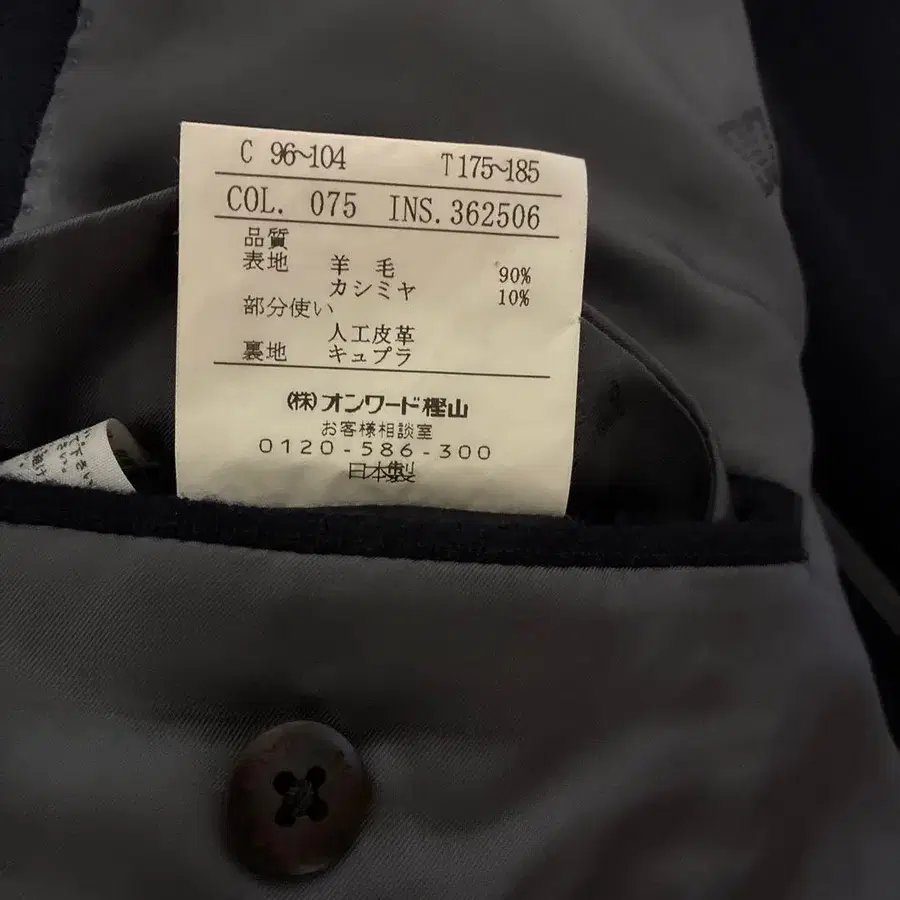 C 96~104 T175~185
COL. 075 INS. 362506
品質
表地 羊毛 90%
カシミヤ 10%
部分使い
人工皮革
裏地 キュプラ
(株)オンワード樫山
お客様相談室
0120-586-300
日本製